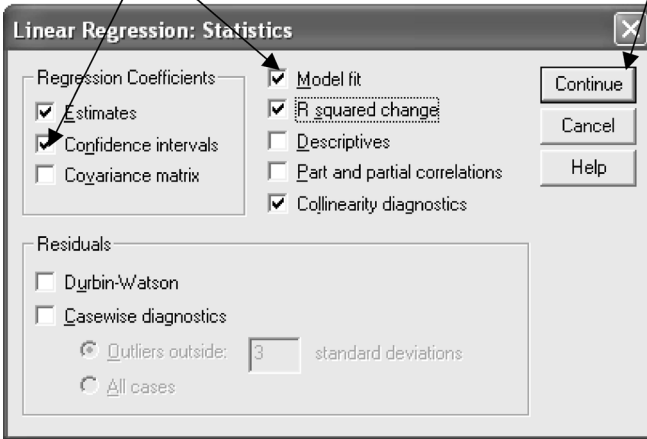 Linear Regression: Statistics
Regression Coefficients
Estimates
Confidence intervals
Covariance matrix
Model fit
R squared change
Descriptives
Part and partial correlations
Collinearity diagnostics
Continue
Cancel
Help
Residuals
Durbin-Watson
Casewise diagnostics
Outliers outside: 3 standard deviations
All cases